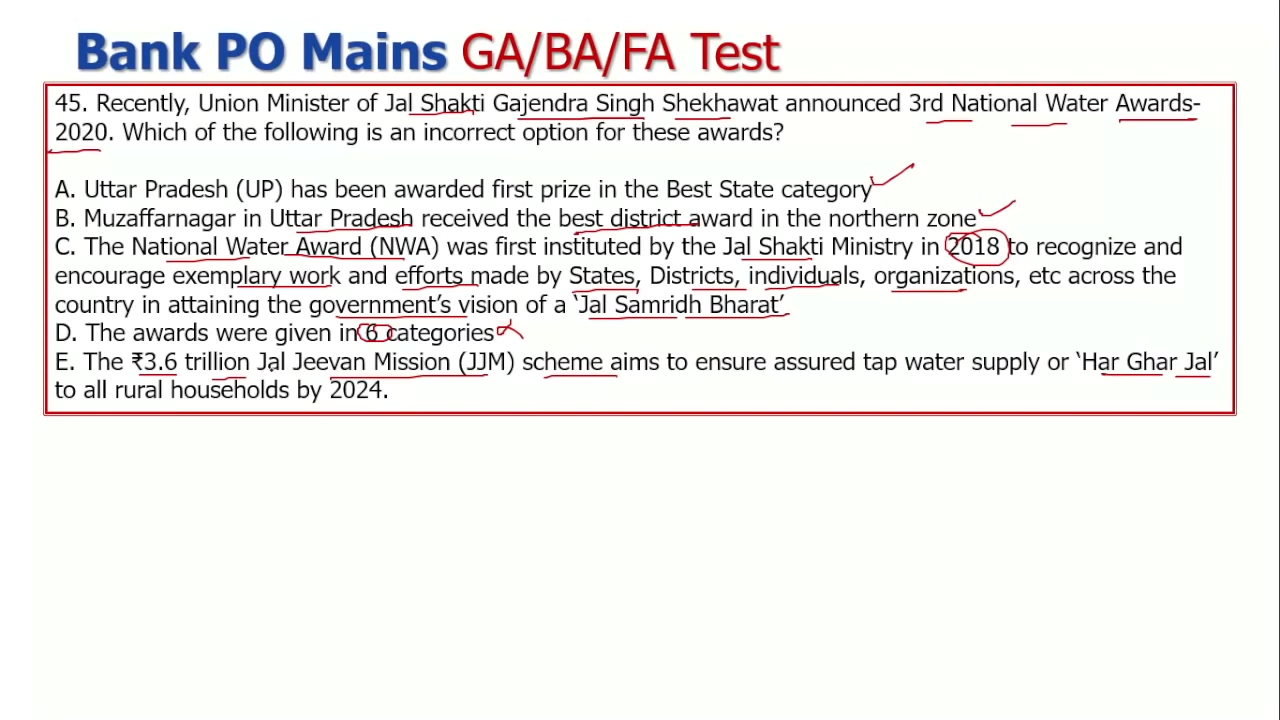 Bank PO Mains GA/BA/FA Test
45. Recently, Union Minister of Jal Shakti Gajendra Singh Shekhawat announced 3rd National Water Awards-
2020. Which of the following is an incorrect option for these awards?
A. Uttar Pradesh (UP) has been awarded first prize in the Best State category
B. Muzaffarnagar in Uttar Pradesh received the best district award in the northern zone
C. The National Water Award (NWA) was first instituted by the Jal Shakti Ministry in 2018 to recognize and
encourage exemplary work and efforts made by States, Districts, individuals, organizations, etc across the
country in attaining the government’s vision of a ‘Jal Samridh Bharat’
D. The awards were given in 6 categories
E. The ₹3.6 trillion Jal Jeevan Mission (JJM) scheme aims to ensure assured tap water supply or ‘Har Ghar Jal’
to all rural households by 2024.